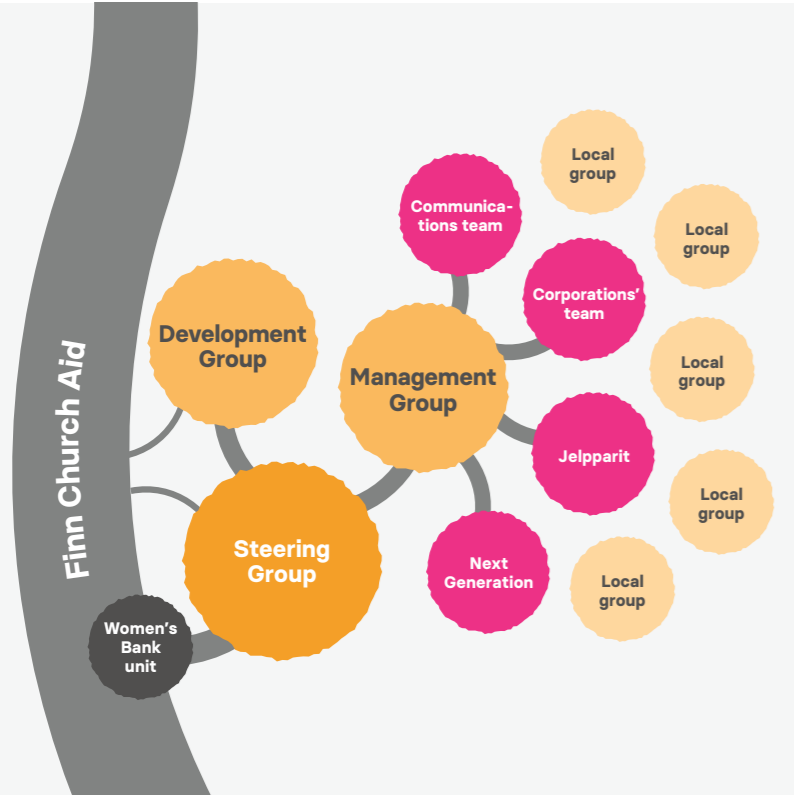 Finn Church Aid
Development
Group
Steering
Group
Women's
Bank
unit
Management
Group
Communica-
tions team
Corporations'
team
Jelpparit
Next
Generation
Local
group
Local
group
Local
group
Local
group
Local
group